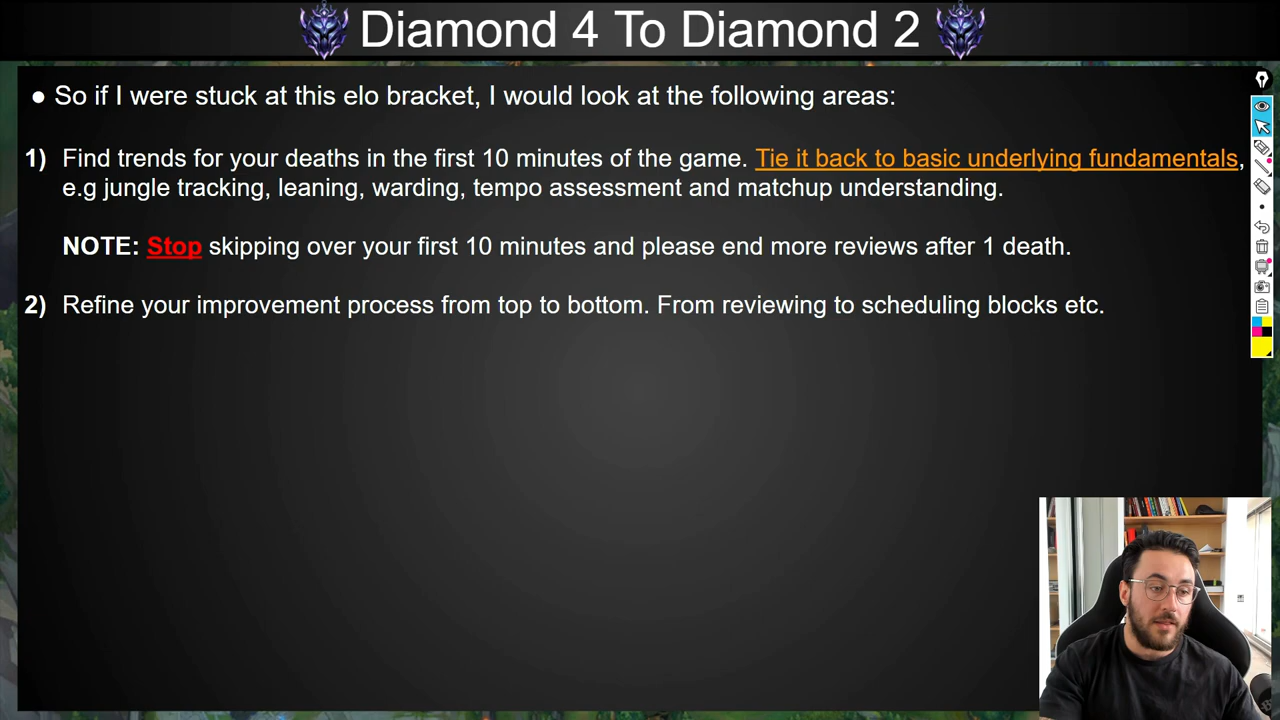 Diamond 4 To Diamond 2
● So if I were stuck at this elo bracket, I would look at the following areas:
1) Find trends for your deaths in the first 10 minutes of the game. Tie it back to basic underlying fundamentals,
e.g jungle tracking, leaning, warding, tempo assessment and matchup understanding.
NOTE: Stop skipping over your first 10 minutes and please end more reviews after 1 death.
2) Refine your improvement process from top to bottom. From reviewing to scheduling blocks etc.